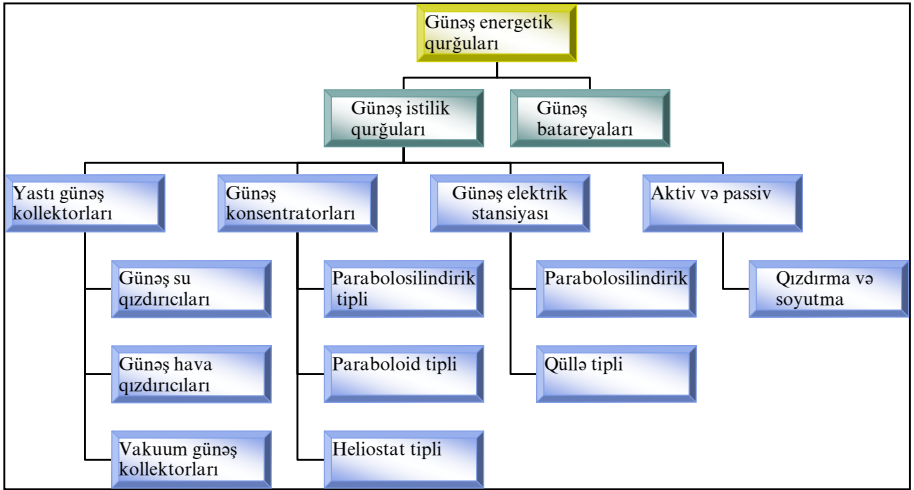 Günəş energetik
qurğuları
Günəş istilik
qurğuları
Günəş
batareyaları
Yastı günəş
kollektorları
Günəş
konsentratorları
Günəş elektrik
stansiyası
Aktiv və passiv
Günəş su
qızdırıcıları
Parabolosilindirik
tipli
Parabolosilindirik
Qızdırma və
soyutma
Günəş hava
qızdırıcıları
Paraboloid tipli
Qüllə tipli
Vakuum günəş
kollektorları
Heliostat tipli